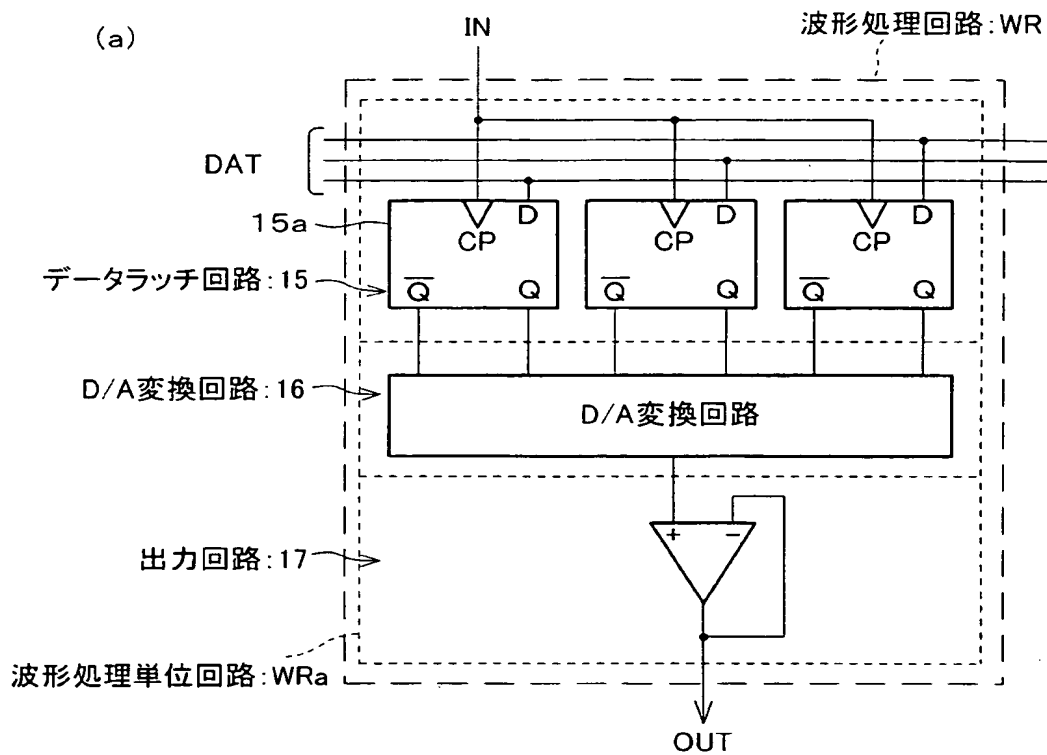 (a)
IN
波形処理回路:WR
DAT
15a
D
D
D
CP
CP
CP
データラッチ回路:15
Q
Q
Q
Q
Q
Q
D/A変換回路:16
D/A変換回路
出力回路:17
+
−
波形処理単位回路:WRa
OUT